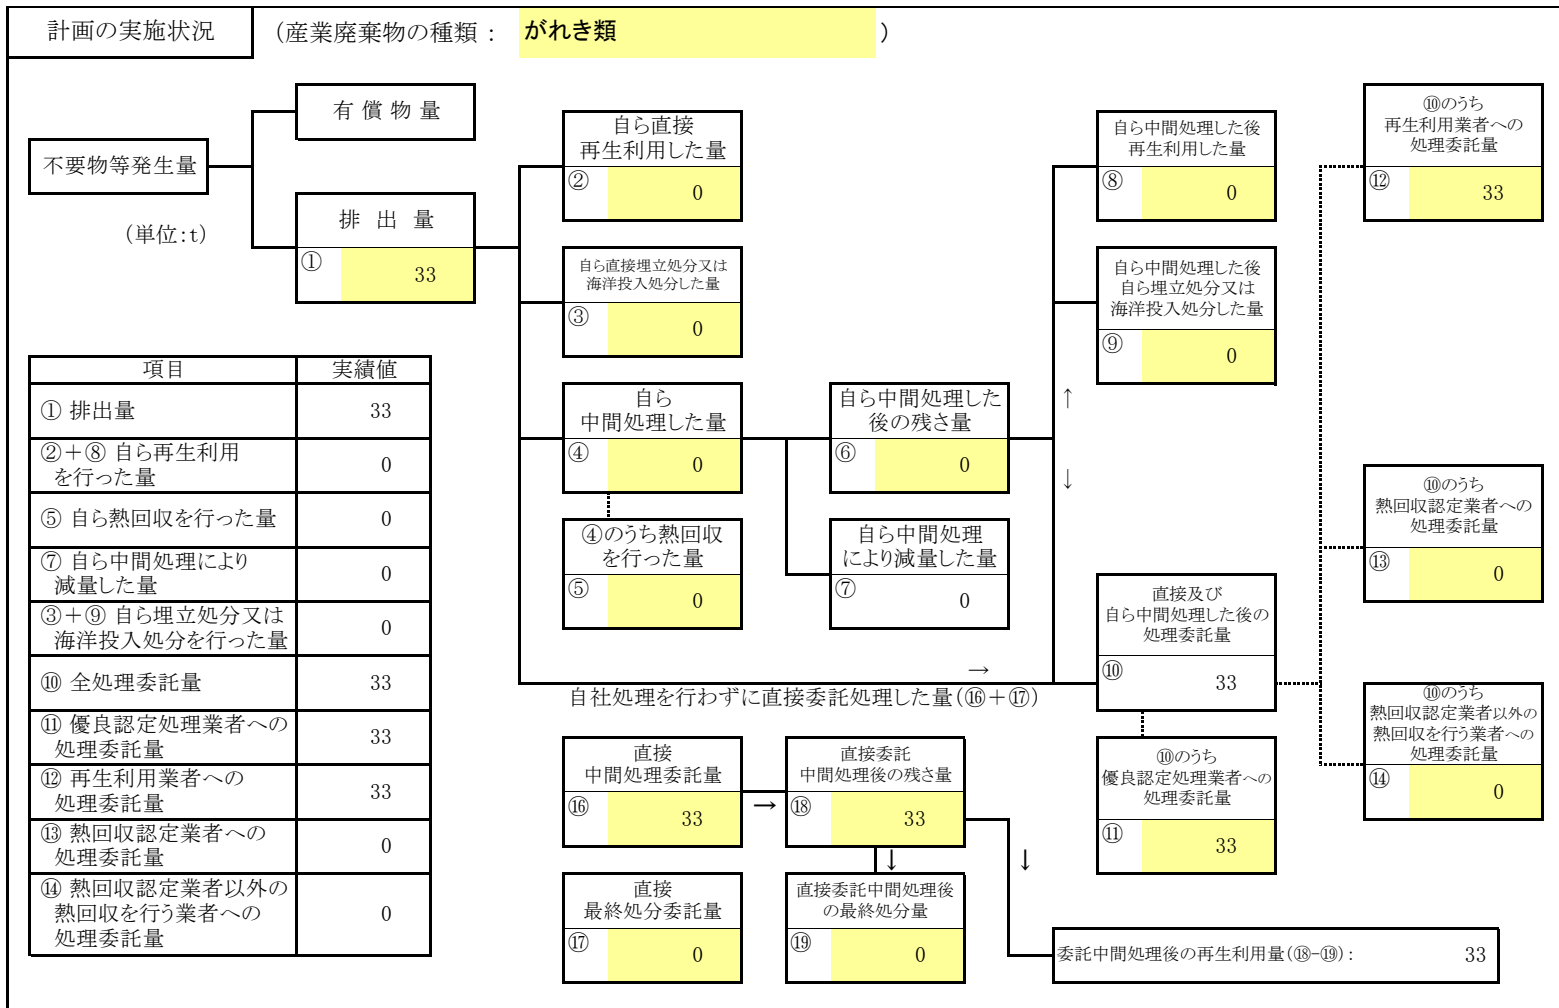 計画の実施状況
(産業廃棄物の種類： がれき類 )
有 償 物 量
不要物等発生量
(単位:t)
排 出 量
① 33
自ら直接
再生利用した量
② 0
自ら直接埋立処分又は
海洋投入処分した量
③ 0
自ら
中間処理した量
④ 0
④のうち熱回収
を行った量
⑤ 0
自ら中間処理した
後の残さ量
⑥ 0
自ら中間処理
により減量した量
⑦ 0
自ら中間処理した後
再生利用した量
⑧ 0
自ら中間処理した後
自ら埋立処分又は
海洋投入処分した量
⑨ 0
↑
↓
直接及び
自ら中間処理した後の
処理委託量
⑩ 33
⑩のうち
優良認定処理業者への
処理委託量
⑪ 33
⑩のうち
再生利用業者への
処理委託量
⑫ 33
⑩のうち
熱回収認定業者への
処理委託量
⑬ 0
⑩のうち
熱回収認定業者以外の
熱回収を行う業者への
処理委託量
⑭ 0
→
自社処理を行わずに直接委託処理した量(⑯＋⑰)
直接
中間処理委託量
⑯ 33
→
直接委託
中間処理後の残さ量
⑱ 33
↓
↓
直接
最終処分委託量
⑰ 0
直接委託中間処理後
の最終処分量
⑲ 0
委託中間処理後の再生利用量(⑱-⑲)： 33
項目 実績値
① 排出量 33
②＋⑧ 自ら再生利用
を行った量 0
⑤ 自ら熱回収を行った量 0
⑦ 自ら中間処理により
減量した量 0
③＋⑨ 自ら埋立処分又は
海洋投入処分を行った量 0
⑩ 全処理委託量 33
⑪ 優良認定処理業者への
処理委託量 33
⑫ 再生利用業者への
処理委託量 33
⑬ 熱回収認定業者への
処理委託量 0
⑭ 熱回収認定業者以外の
熱回収を行う業者への
処理委託量 0